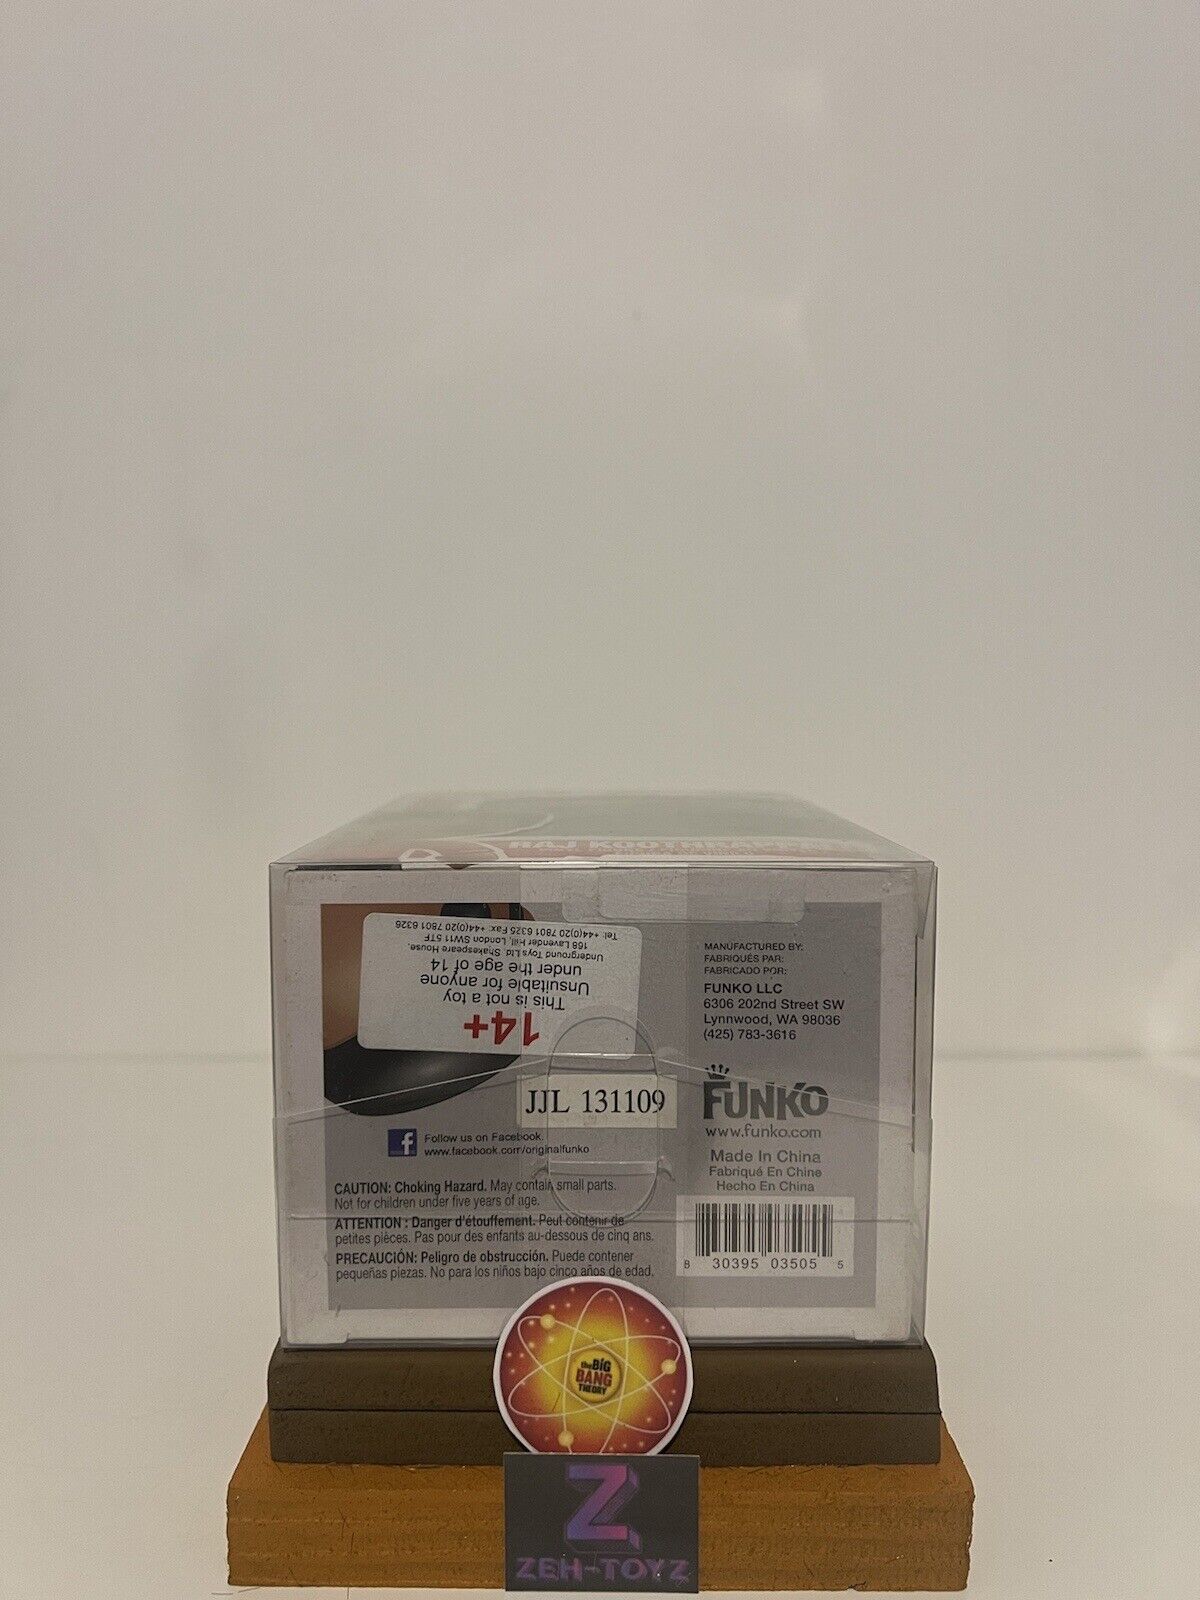 RAJ KOOTHRAPPALI
14+
This is not a toy
Unsuitable for anyone
under the age of 14
Underground Toys Ltd. Shakespeare House,
168 Lavender Hill, London SW11 5TF
Tel: +44(0)20 7801 6325 Fax: +44(0)20 7801 6326
MANUFACTURED BY:
FABRIQUÉS PAR:
FABRICADO POR:
FUNKO LLC
6306 202nd Street SW
Lynnwood, WA 98036
(425) 783-3616
JJL 131109
FUNKO
www.funko.com
Made In China
Fabriqué En Chine
Hecho En China
f Follow us on Facebook.
www.facebook.com/originalfunko
CAUTION: Choking Hazard. May contain small parts.
Not for children under five years of age.
ATTENTION : Danger d'étouffement. Peut contenir de
petites pièces. Pas pour des enfants au-dessous de cinq ans.
PRECAUCIÓN: Peligro de obstrucción. Puede contener
pequeñas piezas. No para los niños bajo cinco años de edad.
8 30395 03505 5
the BIG
BANG
THEORY
Z
ZEH-TOYZ